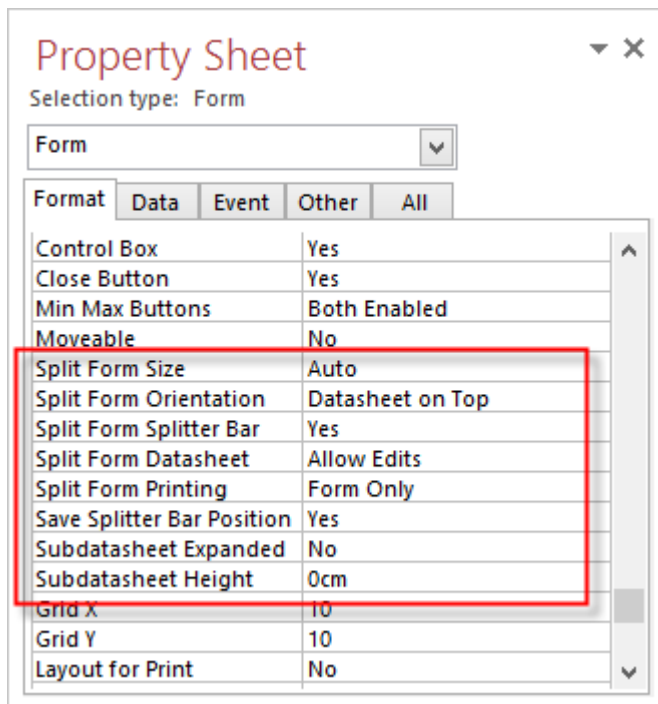 Property Sheet
Selection type: Form
Form
Format Data Event Other All
Control Box Yes
Close Button Yes
Min Max Buttons Both Enabled
Moveable No
Split Form Size Auto
Split Form Orientation Datasheet on Top
Split Form Splitter Bar Yes
Split Form Datasheet Allow Edits
Split Form Printing Form Only
Save Splitter Bar Position Yes
Subdatasheet Expanded No
Subdatasheet Height 0cm
Grid X 10
Grid Y 10
Layout for Print No